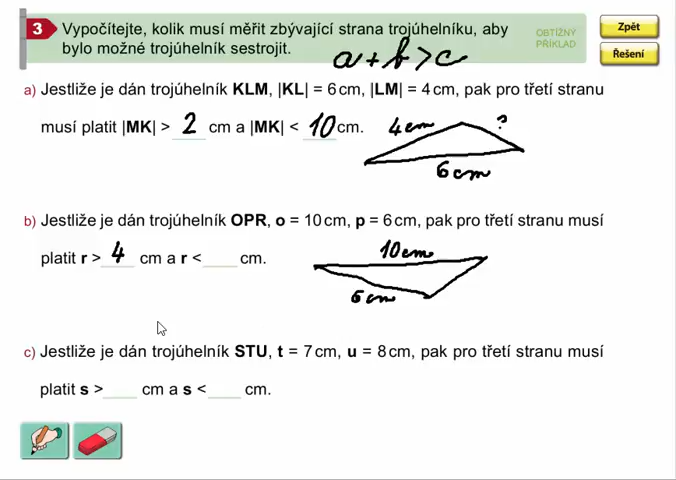 3 Vypočítejte, kolik musí měřit zbývající strana trojúhelníku, aby
bylo možné trojúhelník sestrojit.
OBTÍŽNÝ
PŘÍKLAD
Zpět
Řešení
a + b > c
a) Jestliže je dán trojúhelník KLM, |KL| = 6 cm, |LM| = 4 cm, pak pro třetí stranu
musí platit |MK| > 2 cm a |MK| < 10 cm.
4cm ?
6cm
b) Jestliže je dán trojúhelník OPR, o = 10 cm, p = 6 cm, pak pro třetí stranu musí
platit r > 4 cm a r < cm.
10cm
6cm
c) Jestliže je dán trojúhelník STU, t = 7 cm, u = 8 cm, pak pro třetí stranu musí
platit s > cm a s < cm.